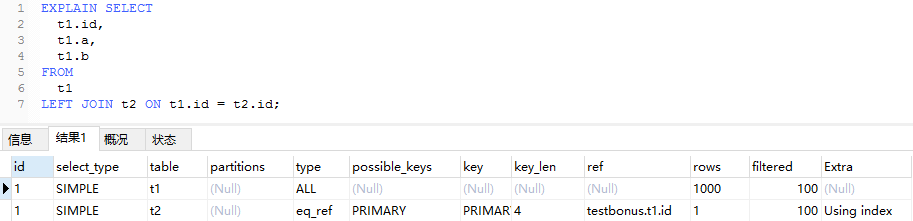 1 EXPLAIN SELECT
2 t1.id,
3 t1.a,
4 t1.b
5 FROM
6 t1
7 LEFT JOIN t2 ON t1.id = t2.id;
信息 结果1 概况 状态
id select_type table partitions type possible_keys key key_len ref rows filtered Extra
1 SIMPLE t1 (Null) ALL (Null) (Null) (Null) (Null) 1000 100 (Null)
1 SIMPLE t2 (Null) eq_ref PRIMARY PRIMAR 4 testbonus.t1.id 1 100 Using index